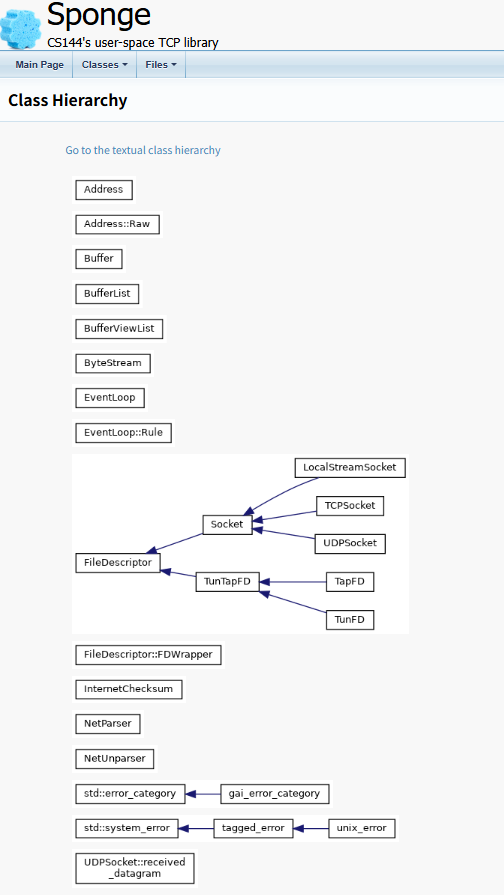 Sponge
CS144's user-space TCP library
Main Page Classes Files
Class Hierarchy
Go to the textual class hierarchy
Address
Address::Raw
Buffer
BufferList
BufferViewList
ByteStream
EventLoop
EventLoop::Rule
LocalStreamSocket
TCPSocket
Socket
UDPSocket
FileDescriptor
TunTapFD
TapFD
TunFD
FileDescriptor::FDWrapper
InternetChecksum
NetParser
NetUnparser
std::error_category gai_error_category
std::system_error tagged_error unix_error
UDPSocket::received
_datagram